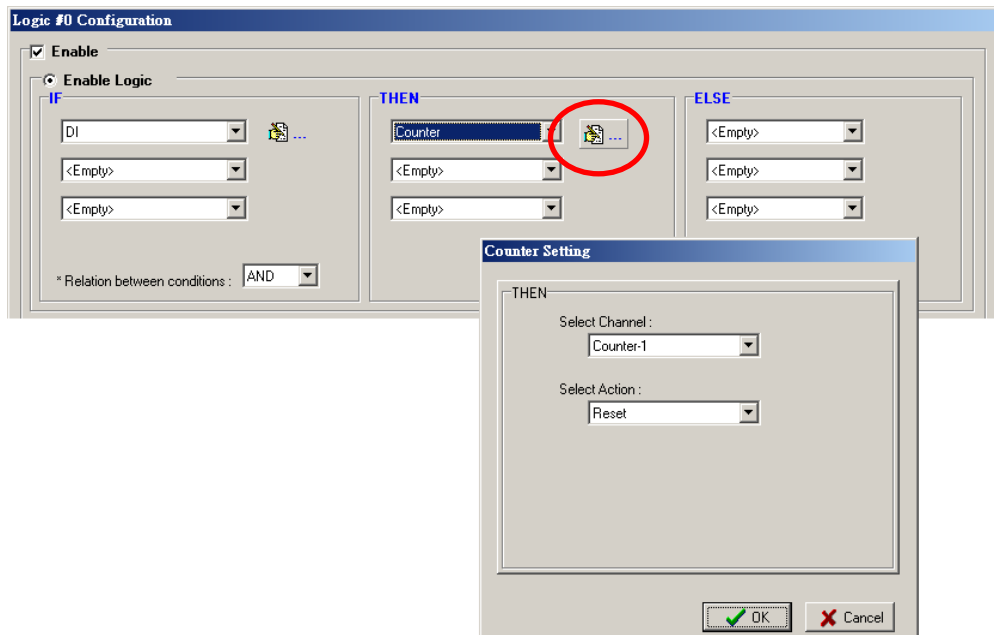 Logic #0 Configuration
Enable
Enable Logic
IF
DI
...
<Empty>
<Empty>
* Relation between conditions :
AND
THEN
Counter
...
<Empty>
<Empty>
ELSE
<Empty>
<Empty>
<Empty>
Counter Setting
THEN
Select Channel :
Counter-1
Select Action :
Reset
OK
Cancel